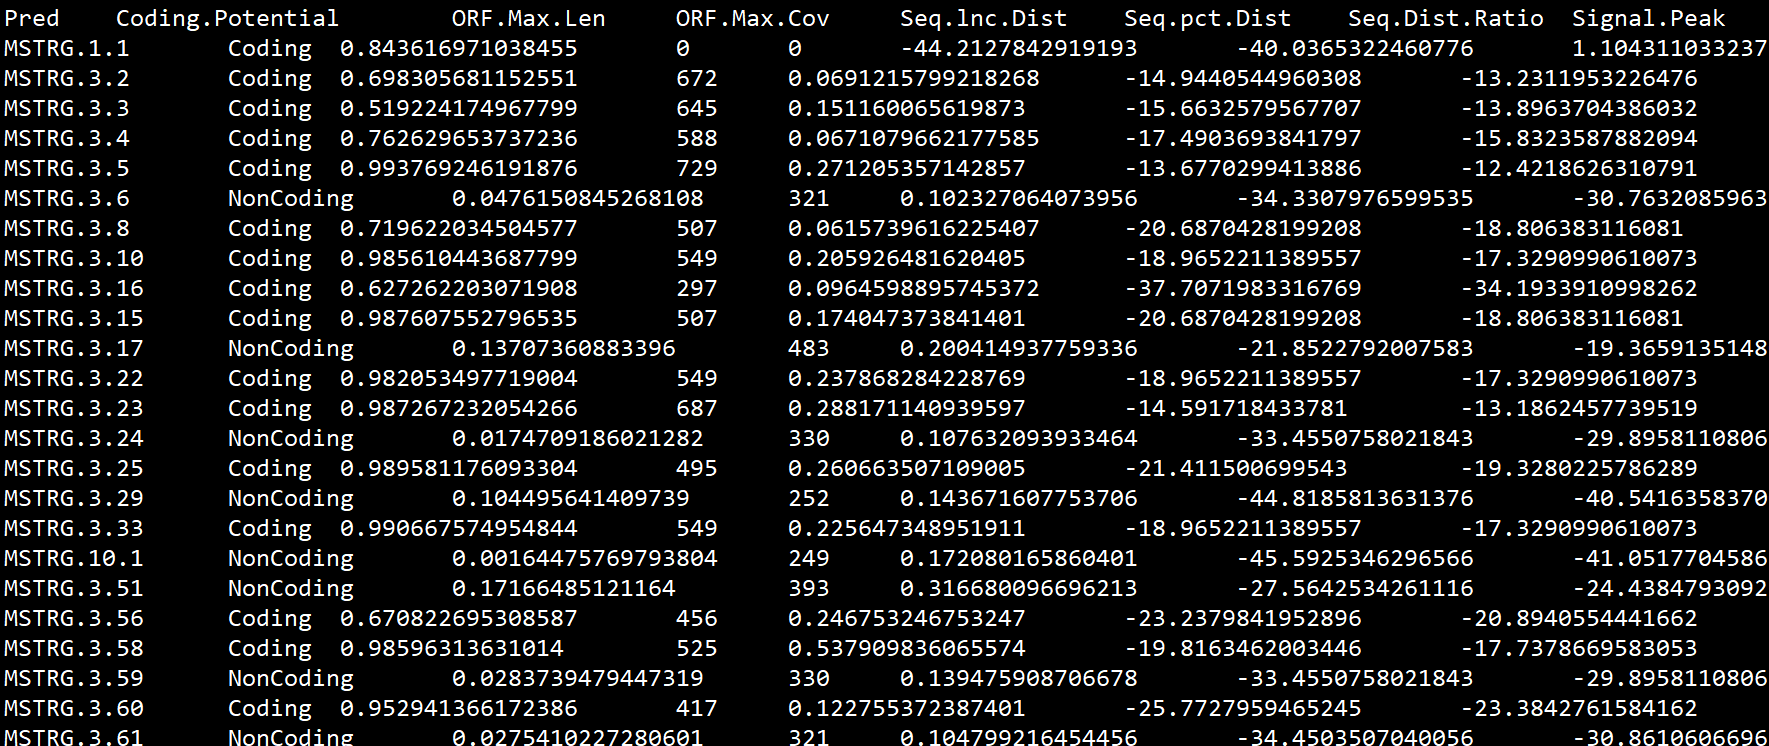 Pred Coding.Potential ORF.Max.Len ORF.Max.Cov Seq.lnc.Dist Seq.pct.Dist Seq.Dist.Ratio Signal.Peak
MSTRG.1.1 Coding 0.843616971038455 0 0 -44.2127842919193 -40.0365322460776 1.104311033237
MSTRG.3.2 Coding 0.698305681152551 672 0.0691215799218268 -14.9440544960308 -13.2311953226476
MSTRG.3.3 Coding 0.519224174967799 645 0.151160065619873 -15.6632579567707 -13.8963704386032
MSTRG.3.4 Coding 0.762629653737236 588 0.0671079662177585 -17.4903693841797 -15.8323587882094
MSTRG.3.5 Coding 0.993769246191876 729 0.271205357142857 -13.6770299413886 -12.4218626310791
MSTRG.3.6 NonCoding 0.0476150845268108 321 0.102327064073956 -34.3307976599535 -30.7632085963
MSTRG.3.8 Coding 0.719622034504577 507 0.0615739616225407 -20.6870428199208 -18.806383116081
MSTRG.3.10 Coding 0.985610443687799 549 0.205926481620405 -18.9652211389557 -17.3290990610073
MSTRG.3.16 Coding 0.627262203071908 297 0.0964598895745372 -37.7071983316769 -34.1933910998262
MSTRG.3.15 Coding 0.987607552796535 507 0.174047373841401 -20.6870428199208 -18.806383116081
MSTRG.3.17 NonCoding 0.13707360883396 483 0.200414937759336 -21.8522792007583 -19.3659135148
MSTRG.3.22 Coding 0.982053497719004 549 0.237868284228769 -18.9652211389557 -17.3290990610073
MSTRG.3.23 Coding 0.987267232054266 687 0.288171140939597 -14.591718433781 -13.1862457739519
MSTRG.3.24 NonCoding 0.0174709186021282 330 0.107632093933464 -33.4550758021843 -29.8958110806
MSTRG.3.25 Coding 0.989581176093304 495 0.260663507109005 -21.411500699543 -19.3280225786289
MSTRG.3.29 NonCoding 0.104495641409739 252 0.143671607753706 -44.8185813631376 -40.5416358370
MSTRG.3.33 Coding 0.990667574954844 549 0.225647348951911 -18.9652211389557 -17.3290990610073
MSTRG.10.1 NonCoding 0.00164475769793804 249 0.172080165860401 -45.5925346296566 -41.0517704586
MSTRG.3.51 NonCoding 0.17166485121164 393 0.316680096696213 -27.5642534261116 -24.4384793092
MSTRG.3.56 Coding 0.670822695308587 456 0.246753246753247 -23.2379841952896 -20.8940554441662
MSTRG.3.58 Coding 0.98596313631014 525 0.537909836065574 -19.8163462003446 -17.7378669583053
MSTRG.3.59 NonCoding 0.0283739479447319 330 0.139475908706678 -33.4550758021843 -29.8958110806
MSTRG.3.60 Coding 0.952941366172386 417 0.122755372387401 -25.7727959465245 -23.3842761584162
MSTRG.3.61 NonCoding 0.0275410227280601 321 0.104799216454456 -34.4503507040056 -30.8610606696